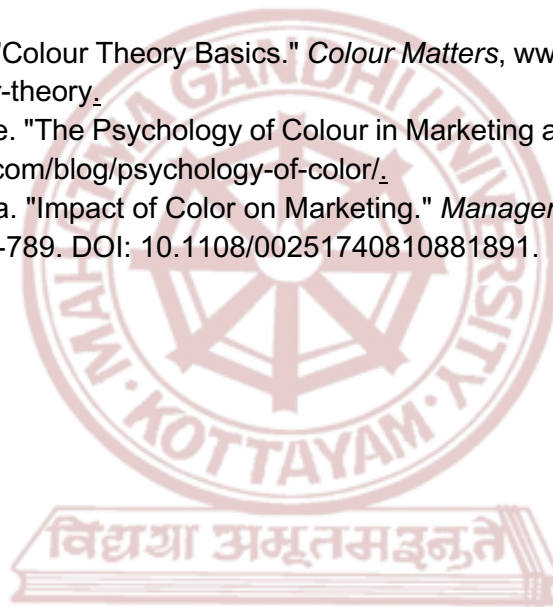 "Colour Theory Basics." Colour Matters, ww
-theory.
e. "The Psychology of Colour in Marketing a
com/blog/psychology-of-color/.
a. "Impact of Color on Marketing." Manager
-789. DOI: 10.1108/00251740810881891.
MAHATMA GANDHI UNIVERSITY
KOTTAYAM
विद्यया अमृतमश्नुते